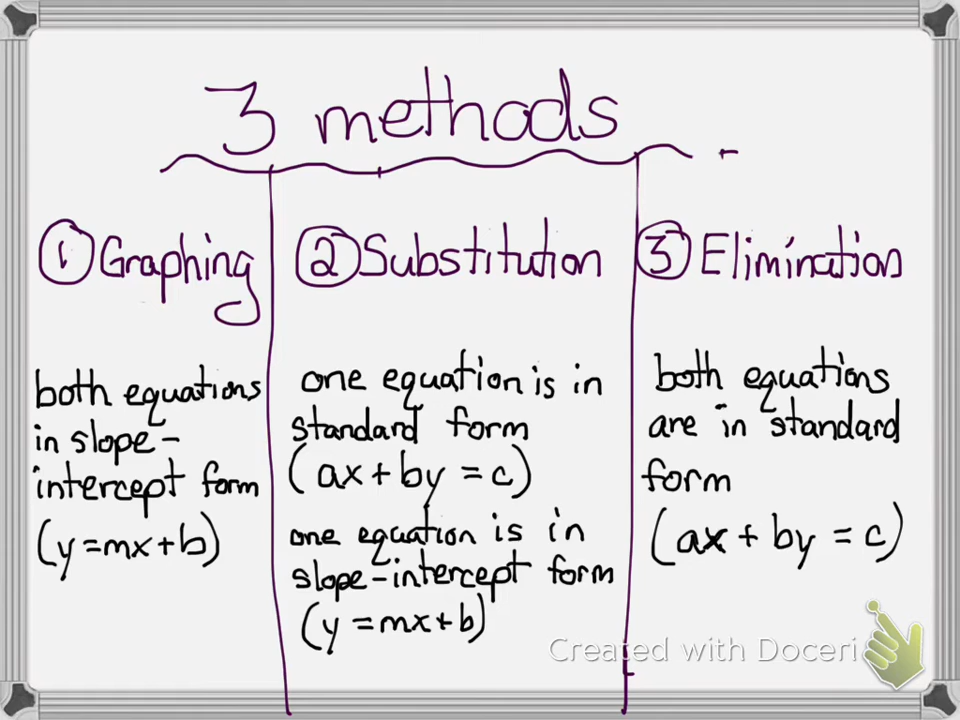 3 methods
① Graphing
both equations
in slope-
intercept form
(y=mx+b)
② Substitution
one equation is in
standard form
(ax+by=c)
one equation is in
slope-intercept form
(y=mx+b)
③ Elimination
both equations
are in standard
form
(ax+by=c)
Created with Doceri